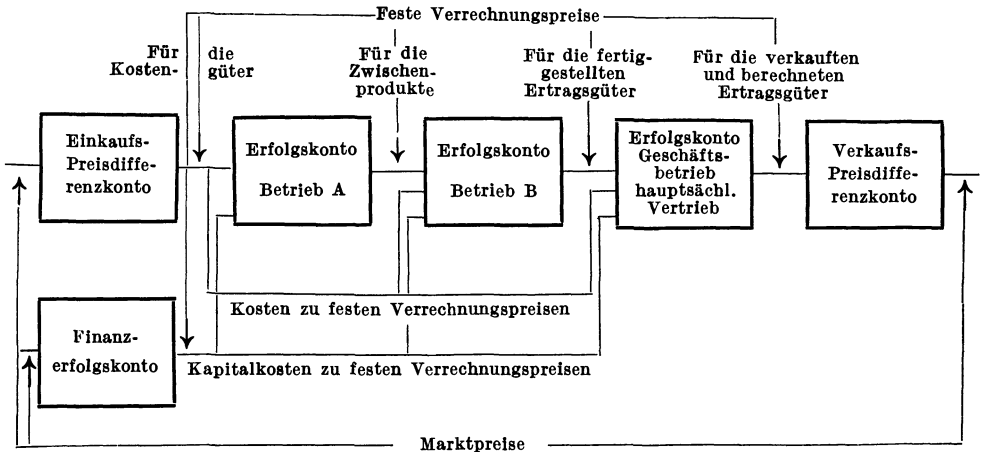 Feste Verrechnungspreise
Für die
Kosten- güter
Für die
Zwischen-
produkte
Für die fertig-
gestellten
Ertragsgüter
Für die verkauften
und berechneten
Ertragsgüter
Einkaufs-
Preisdiffe-
renzkonto
Erfolgskonto
Betrieb A
Erfolgskonto
Betrieb B
Erfolgskonto
Geschäfts-
betrieb
hauptsächl.
Vertrieb
Verkaufs-
Preisdiffe-
renzkonto
Kosten zu festen Verrechnungspreisen
Finanz-
erfolgskonto
Kapitalkosten zu festen Verrechnungspreisen
Marktpreise